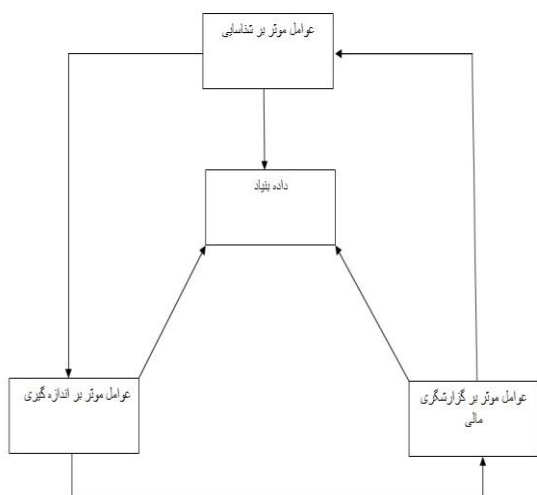 عوامل موثر بر شناسایی
داده بنیاد
عوامل موثر بر اندازه گیری
عوامل موثر بر گزارشگری
مالی